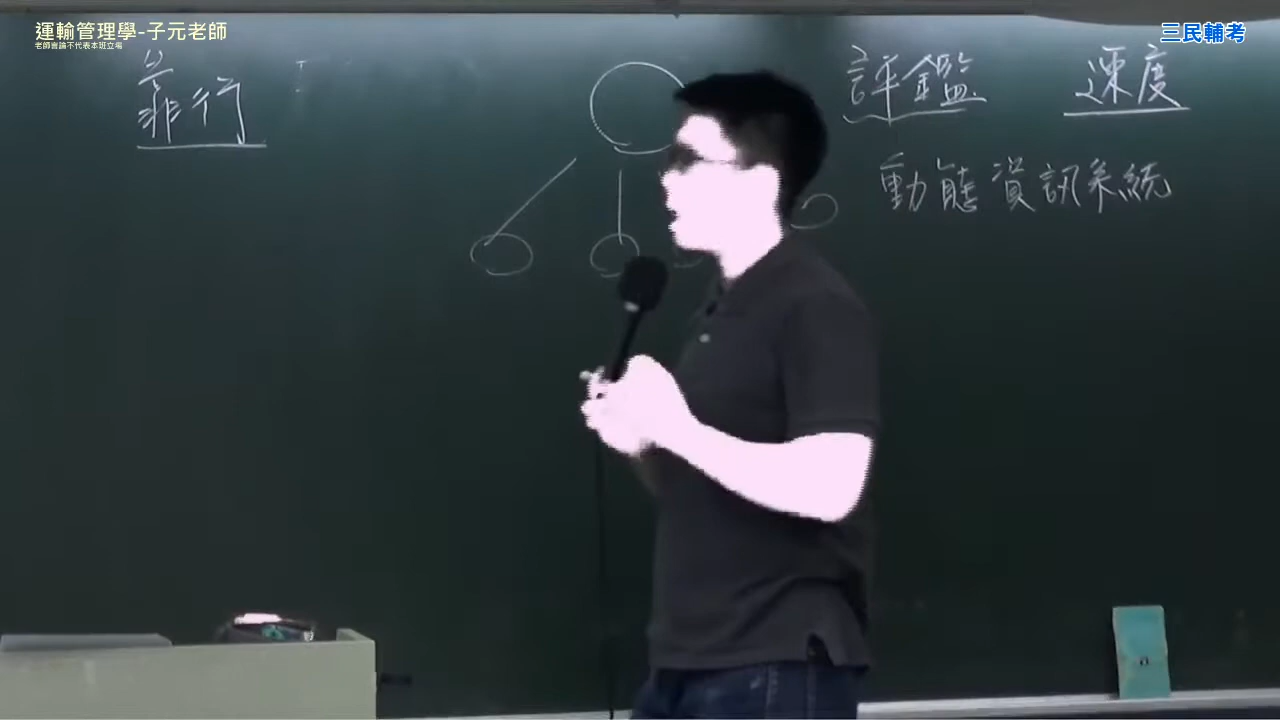 運輸管理學-子元老師
老師言論不代表本班立場
三民輔考
靠行
評鑑
速度
動態資訊系統